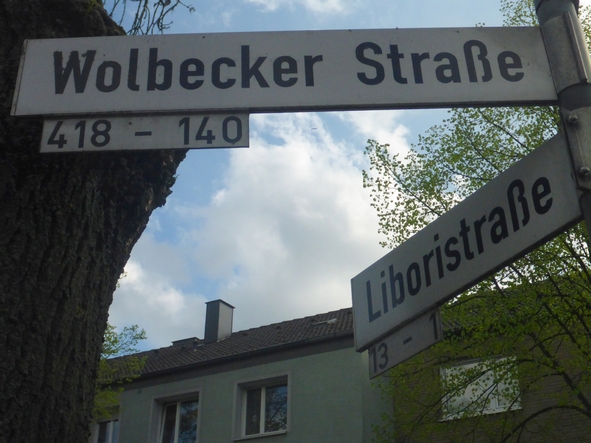 Wolbecker Straße
418 - 140
Liboristraße
13 - 1